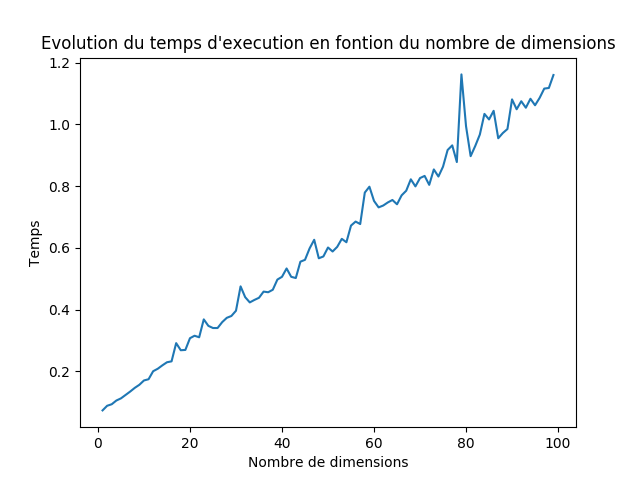 Evolution du temps d'execution en fontion du nombre de dimensions
1.2
1.0
0.8
0.6
0.4
0.2
Temps
0 20 40 60 80 100
Nombre de dimensions